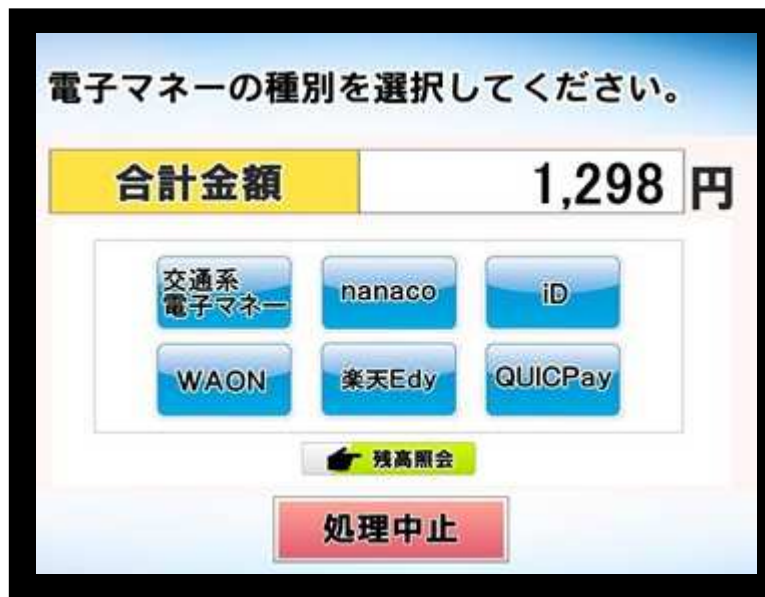 電子マネーの種別を選択してください。
合計金額 1,298 円
交通系
電子マネー nanaco iD
WAON 楽天Edy QUICPay
残高照会
処理中止